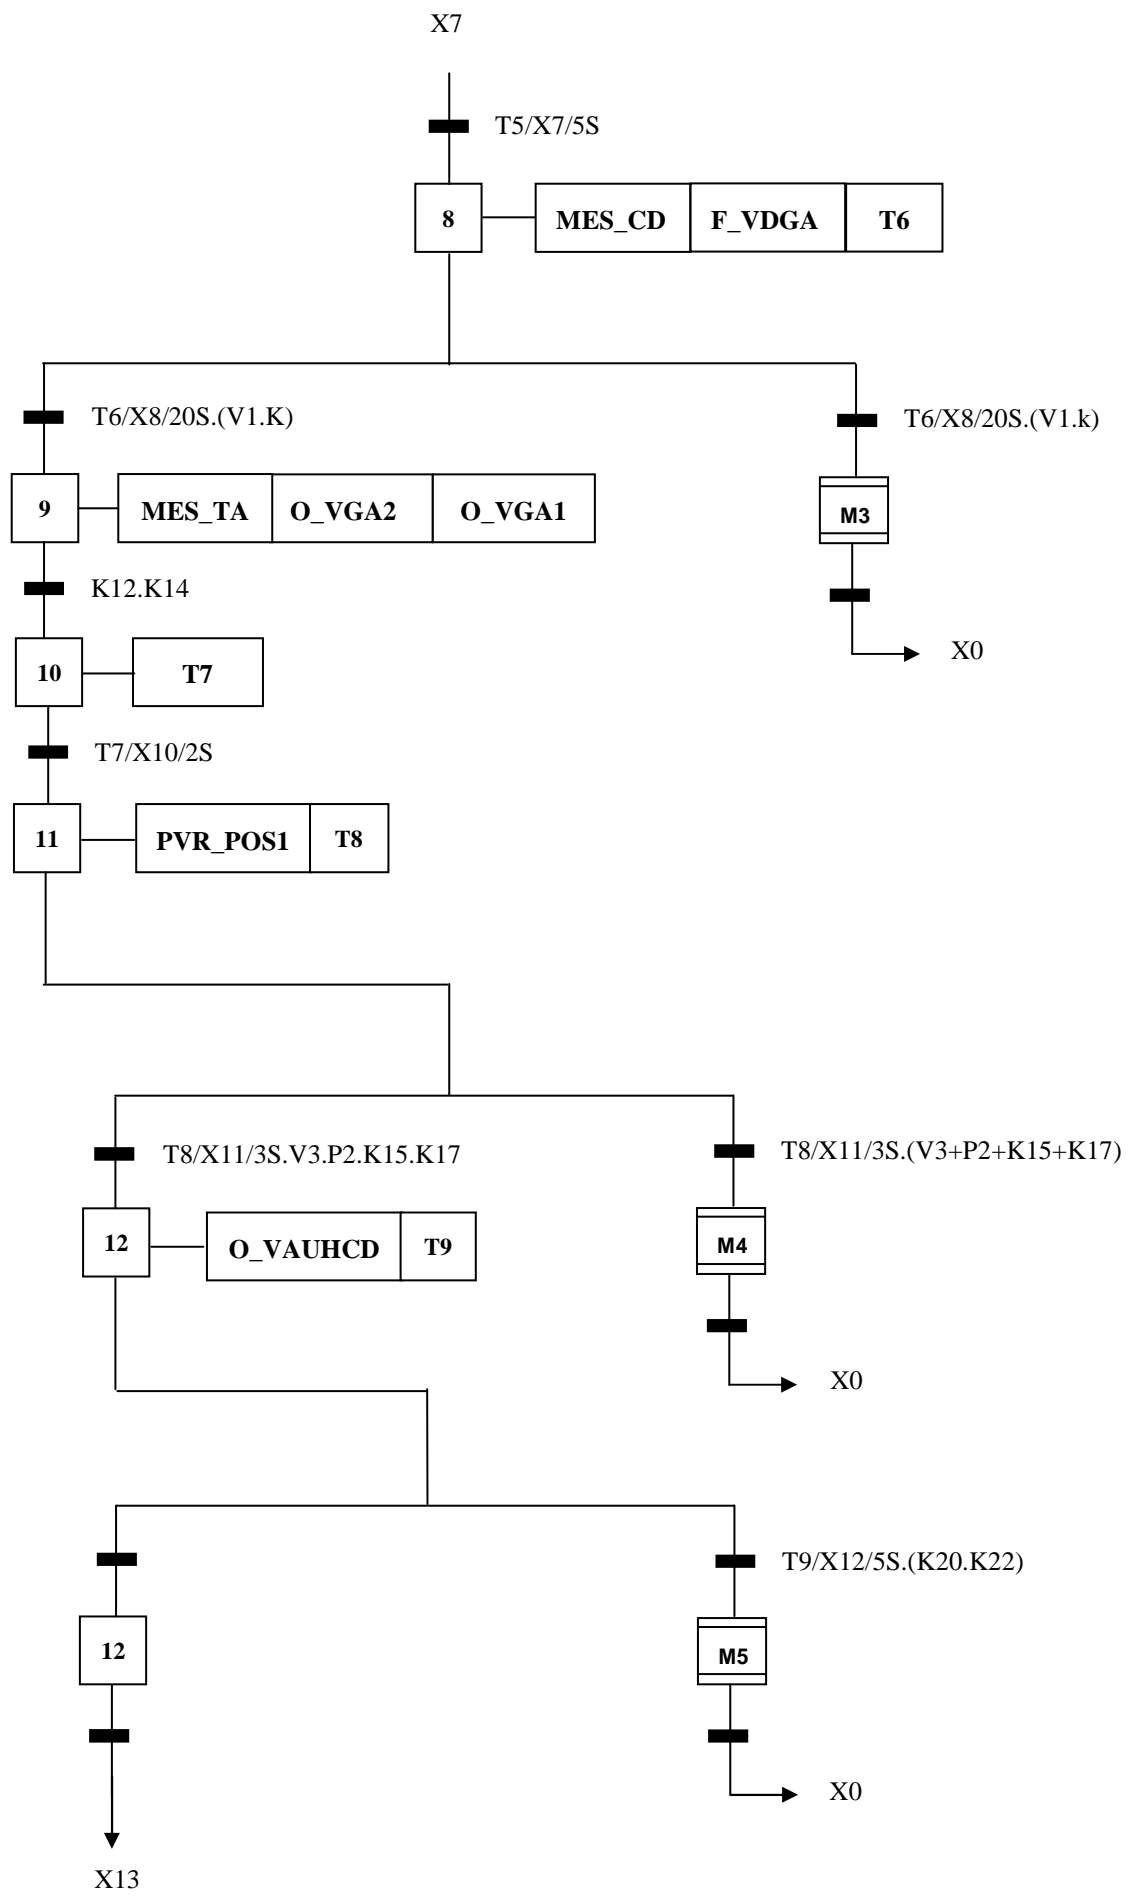 X7
T5/X7/5S
8 MES_CD F_VDGA T6
T6/X8/20S.(V1.K) T6/X8/20S.(V1.k)
9 MES_TA O_VGA2 O_VGA1 M3
K12.K14
X0
10 T7
T7/X10/2S
11 PVR_POS1 T8
T8/X11/3S.V3.P2.K15.K17 T8/X11/3S.(V3+P2+K15+K17)
12 O_VAUHCD T9 M4
X0
T9/X12/5S.(K20.K22)
12 M5
X0
X13